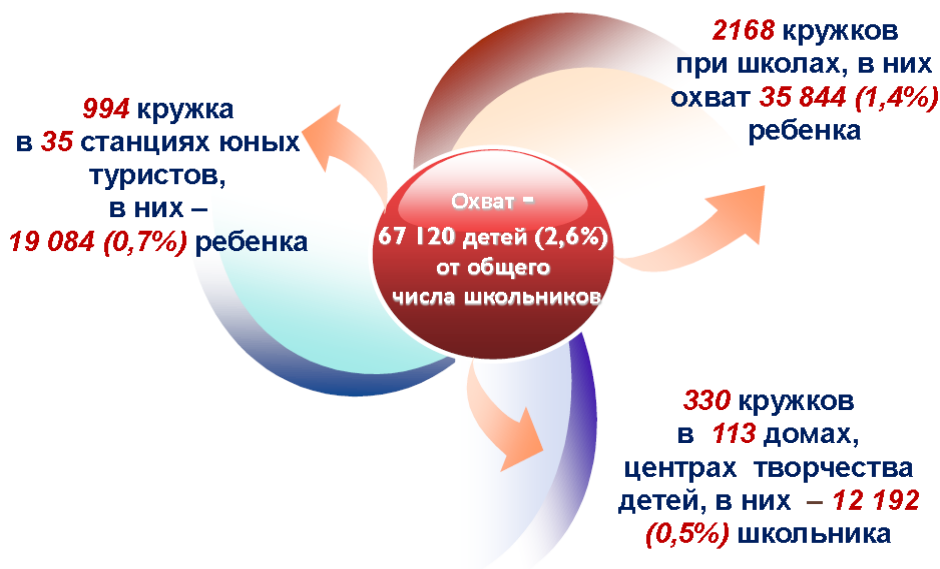 2168 кружков
при школах, в них
охват 35 844 (1,4%)
ребенка
994 кружка
в 35 станциях юных
туристов,
в них –
19 084 (0,7%) ребенка
Охват -
67 120 детей (2,6%)
от общего
числа школьников
330 кружков
в 113 домах,
центрах творчества
детей, в них – 12 192
(0,5%) школьника